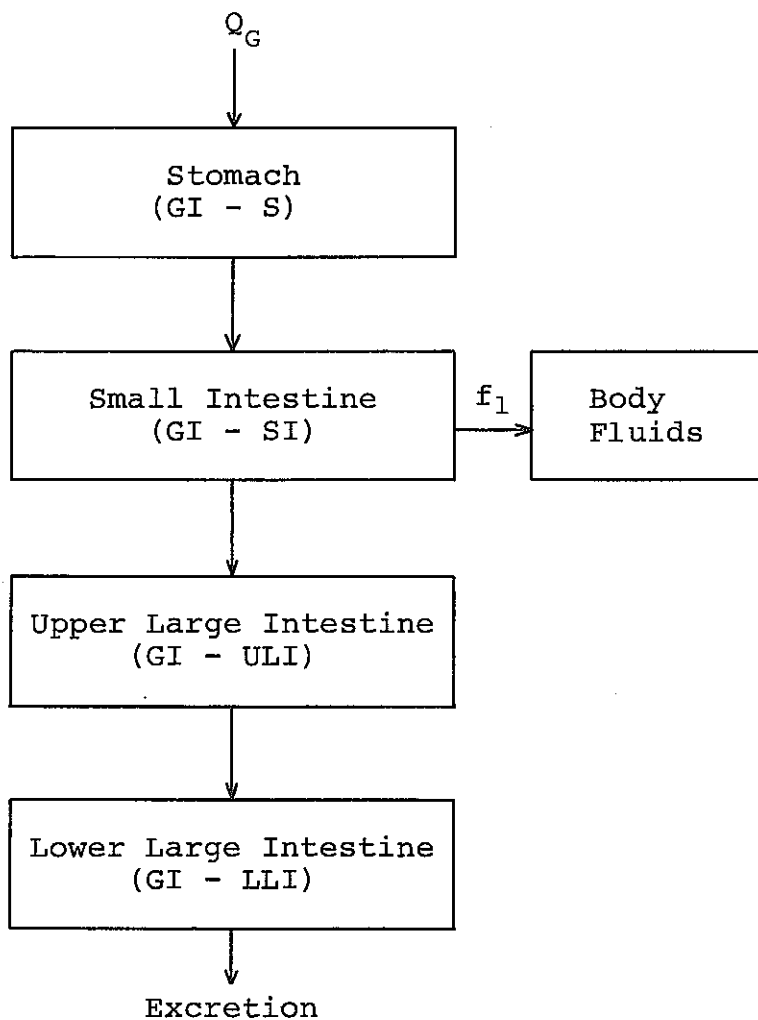 Q_G
Stomach
(GI - S)
Small Intestine
(GI - SI)
f_1
Body
Fluids
Upper Large Intestine
(GI - ULI)
Lower Large Intestine
(GI - LLI)
Excretion